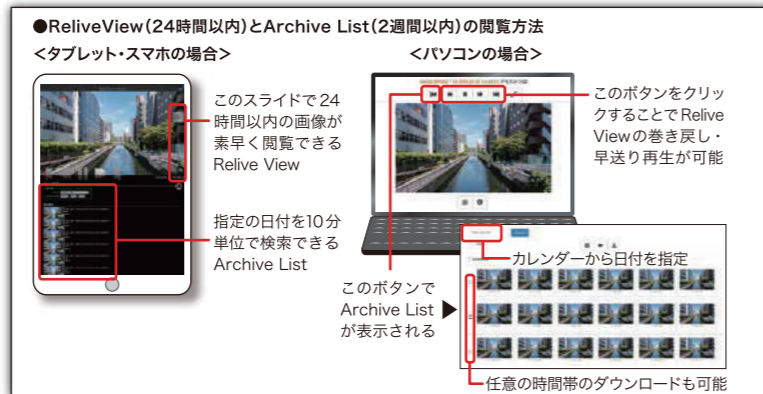 ●ReliveView(24時間以内)とArchive List(2週間以内)の閲覧方法
<タブレット・スマホの場合>
このスライドで24
時間以内の画像が
素早く閲覧できる
Relive View
指定の日付を10分
単位で検索できる
Archive List
<パソコンの場合>
このボタンをクリッ
クすることでRelive
Viewの巻き戻し・
早送り再生が可能
このボタンで
Archive List
が表示される
カレンダーから日付を指定
任意の時間帯のダウンロードも可能